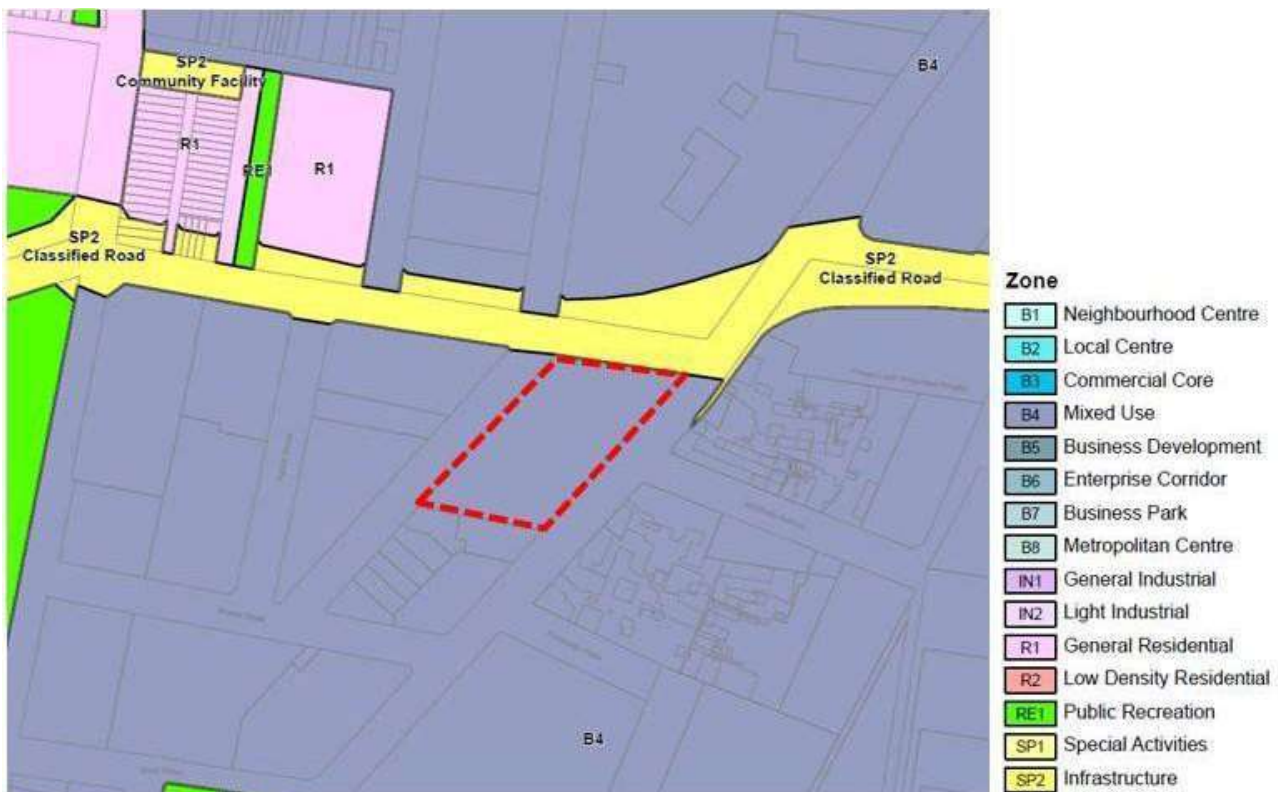 SP2
Community Facility
B4
R1
RE1
R1
SP2
Classified Road
SP2
Classified Road
B4
Zone
B1 Neighbourhood Centre
B2 Local Centre
B3 Commercial Core
B4 Mixed Use
B5 Business Development
B6 Enterprise Corridor
B7 Business Park
B8 Metropolitan Centre
IN1 General Industrial
IN2 Light Industrial
R1 General Residential
R2 Low Density Residential
RE1 Public Recreation
SP1 Special Activities
SP2 Infrastructure